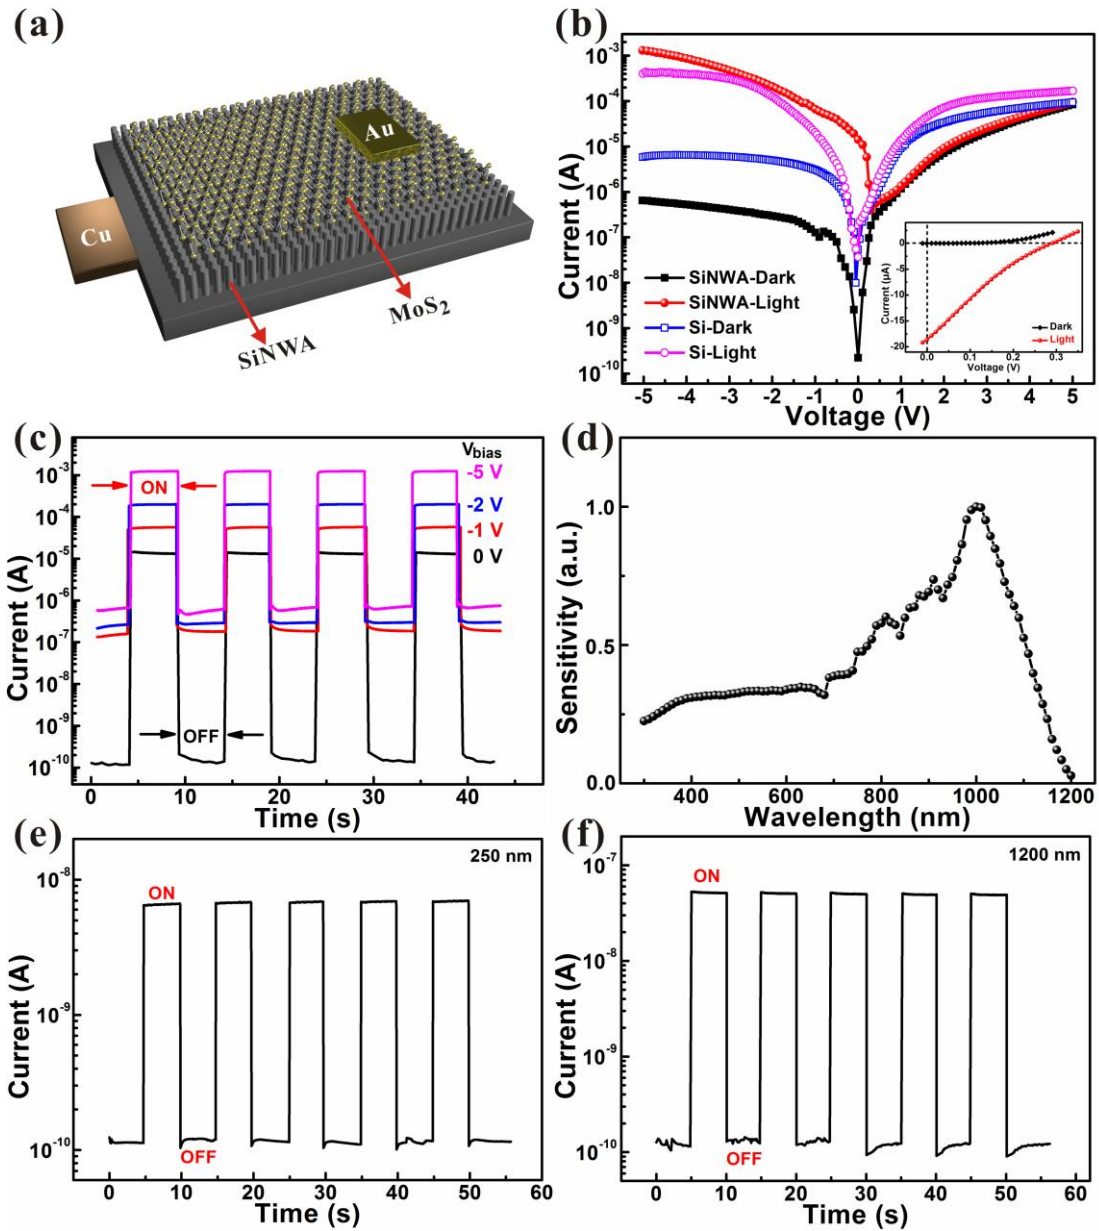 (a)
Au
Cu
MoS2
SiNWA
(b)
Current (A)
10-3
10-4
10-5
10-6
10-7
10-8
10-9
10-10
SiNWA-Dark
SiNWA-Light
Si-Dark
Si-Light
-5 -4 -3 -2 -1 0 1 2 3 4 5
Voltage (V)
Current (μA)
0
-5
-10
-15
-20
Dark
Light
0.0 0.1 0.2 0.3
Voltage (V)
(c)
Current (A)
10-3
10-4
10-5
10-6
10-7
10-8
10-9
10-10
Vbias
-5 V
ON
-2 V
-1 V
0 V
OFF
0 10 20 30 40
Time (s)
(d)
Sensitivity (a.u.)
1.0
0.5
0.0
400 600 800 1000 1200
Wavelength (nm)
(e)
250 nm
Current (A)
10-8
10-9
10-10
ON
OFF
0 10 20 30 40 50 60
Time (s)
(f)
1200 nm
Current (A)
10-7
10-8
10-9
10-10
ON
OFF
0 10 20 30 40 50 60
Time (s)